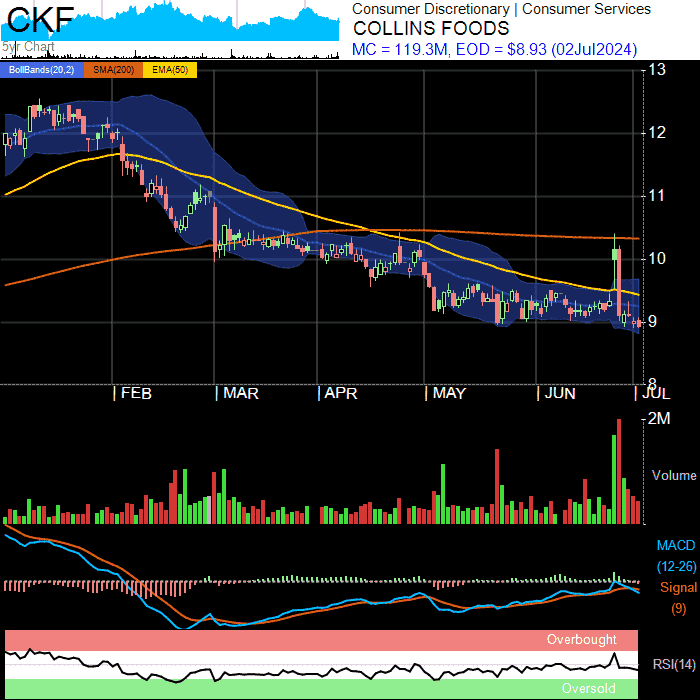 CKF
5yr Chart
Consumer Discretionary | Consumer Services
COLLINS FOODS
MC = 119.3M, EOD = $8.93 (02Jul2024)
BollBands(20,2) SMA(200) EMA(50)
13
12
11
10
9
8
FEB MAR APR MAY JUN JUL
2M
Volume
MACD
(12-26)
Signal
(9)
Overbought
RSI(14)
Oversold